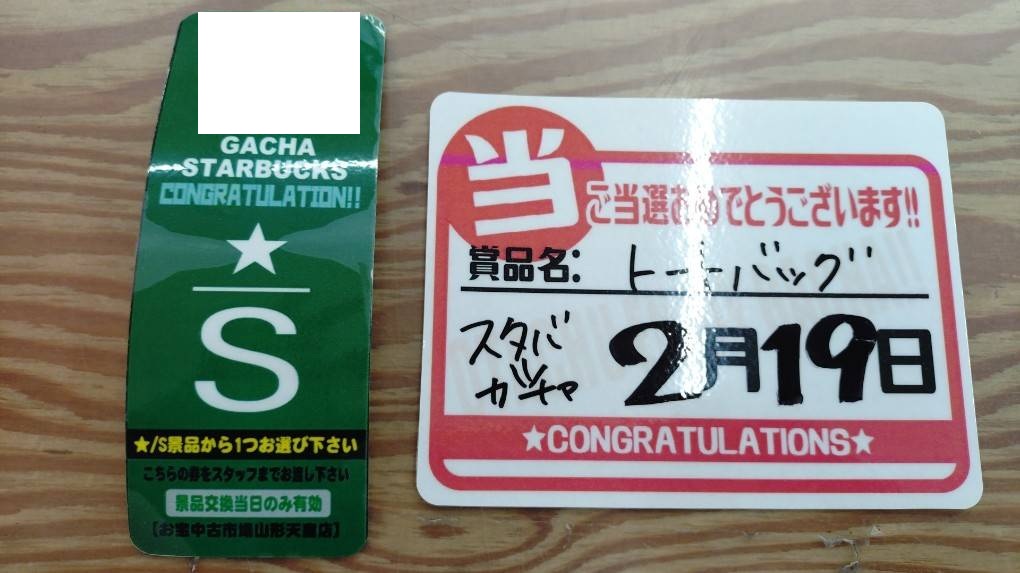 GACHA
STARBUCKS
CONGRATULATION!!
★
S
★/S景品から1つお選び下さい
こちらの券をスタッフまでお渡し下さい
景品交換当日のみ有効
【お宝中古市場山形天童店】
当
ご当選おめでとうございます!!
賞品名: トートバッグ
スタバ
ガチャ
2月19日
★CONGRATULATIONS★